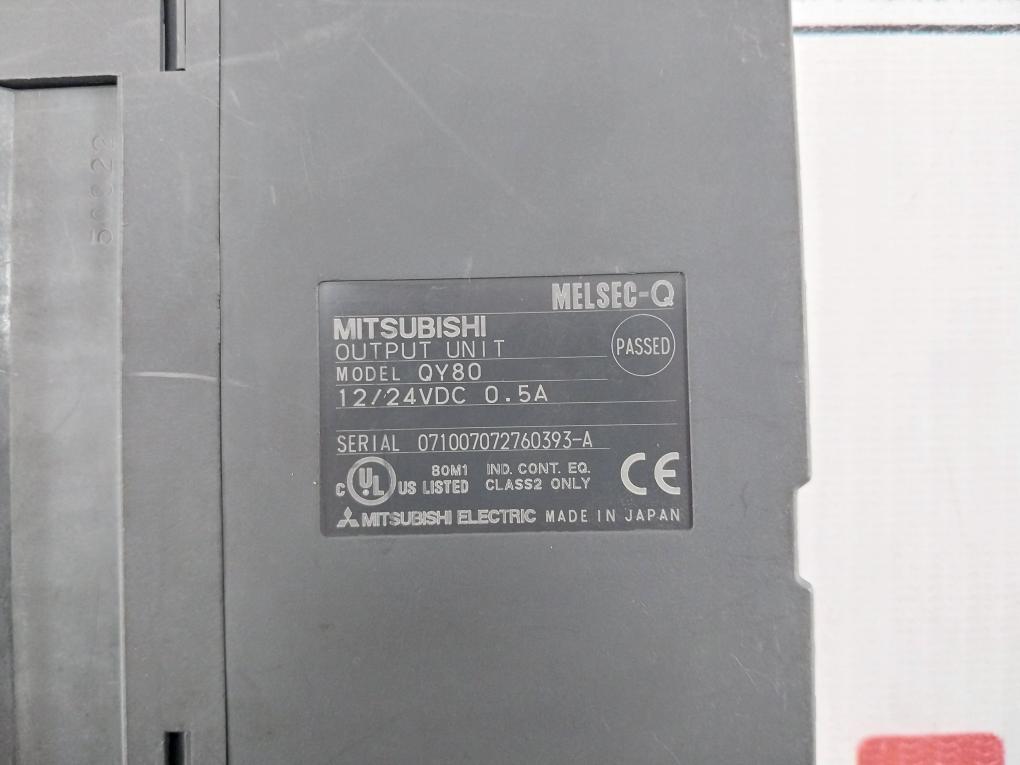 MELSEC-Q
MITSUBISHI
OUTPUT UNIT
PASSED
MODEL QY80
12/24VDC 0.5A
SERIAL 071007072760393-A
C UL US LISTED 80M1 IND. CONT. EQ. CLASS2 ONLY CE
MITSUBISHI ELECTRIC MADE IN JAPAN